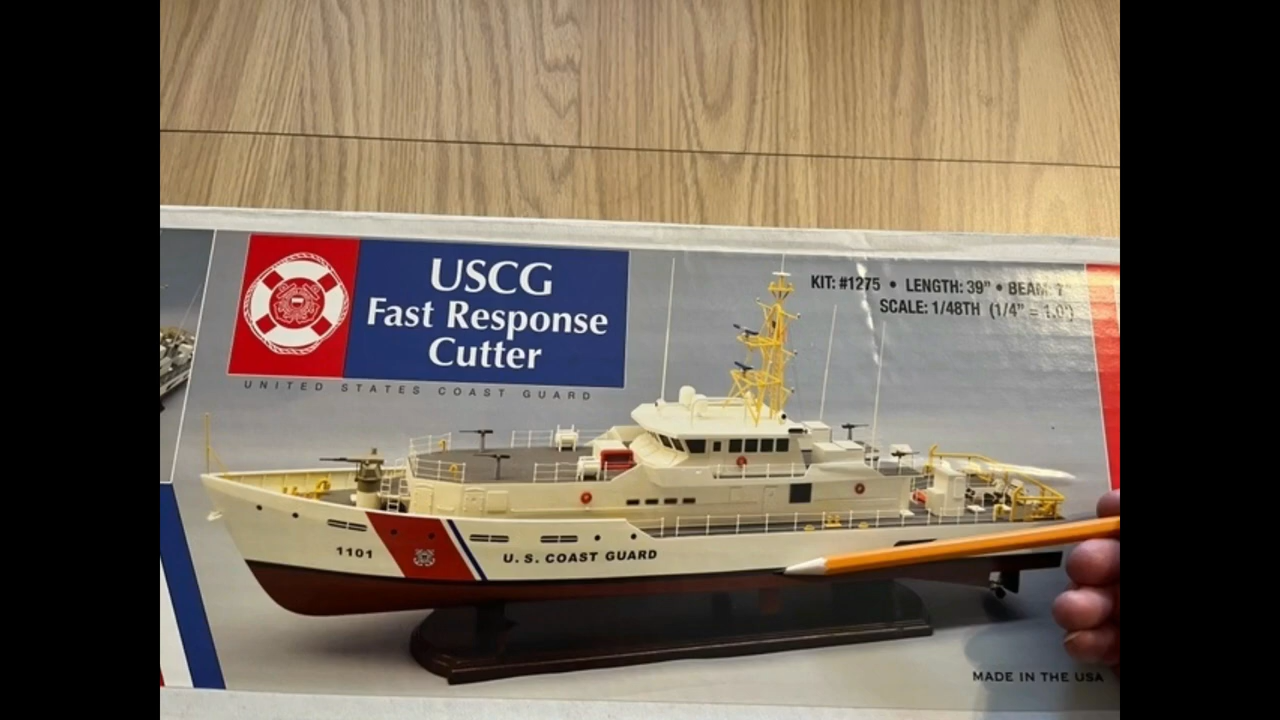 USCG
Fast Response
Cutter
UNITED STATES COAST GUARD
KIT: #1275 • LENGTH: 39" • BEAM: 7"
SCALE: 1/48TH (1/4" = 1.0')
1101
U.S. COAST GUARD
MADE IN THE USA